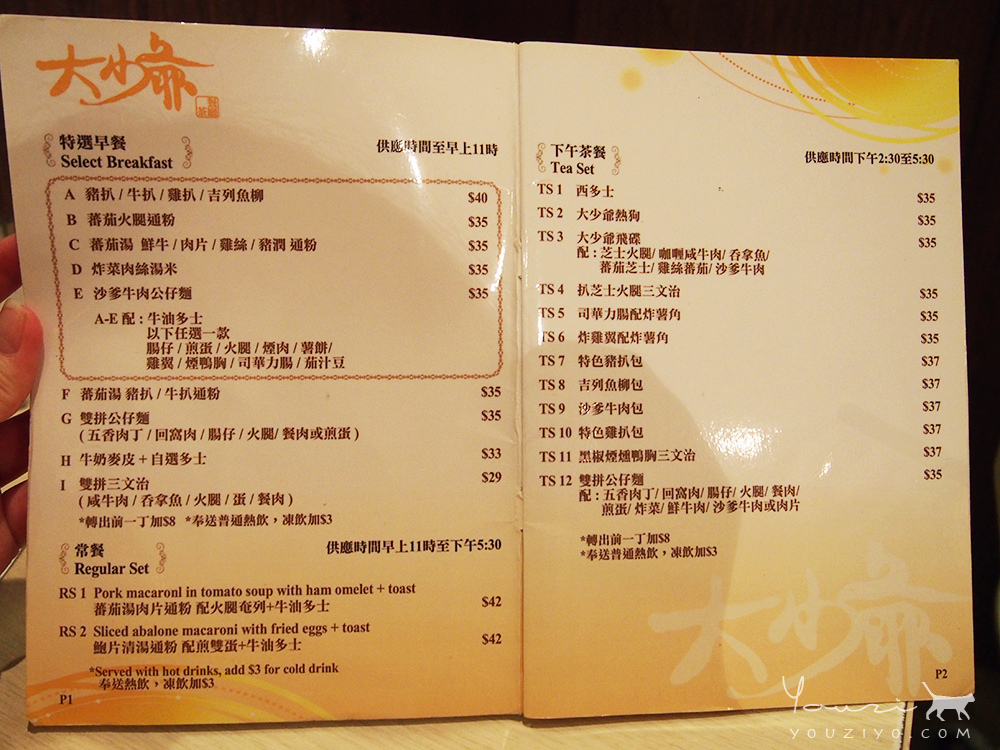 大少爺
特選早餐
Select Breakfast
供應時間至早上11時
A 豬扒 / 牛扒 / 雞扒 / 吉列魚柳 $40
B 蕃茄火腿通粉 $35
C 蕃茄湯 鮮牛 / 肉片 / 雞絲 / 豬潤 通粉 $35
D 炸菜肉絲湯米 $35
E 沙爹牛肉公仔麵 $35
A-E 配 : 牛油多士
以下任選一款
腸仔 / 煎蛋 / 火腿 / 煙肉 / 薯餅 /
雞翼 / 煙鴨胸 / 司華力腸 / 茄汁豆
F 蕃茄湯 豬扒 / 牛扒通粉 $35
G 雙拼公仔麵 $35
( 五香肉丁 / 回窩肉 / 腸仔 / 火腿/ 餐肉或煎蛋 )
H 牛奶麥皮 + 自選多士 $33
I 雙拼三文治 $29
( 咸牛肉 / 吞拿魚 / 火腿 / 蛋 / 餐肉 )
*轉出前一丁加$8 *奉送普通熱飲，凍飲加$3
常餐
Regular Set
供應時間早上11時至下午5:30
RS 1 Pork macaronl in tomato soup with ham omelet + toast
蕃茄湯肉片通粉 配火腿奄列+牛油多士 $42
RS 2 Sliced abalone macaroni with fried eggs + toast
鮑片清湯通粉 配煎雙蛋+牛油多士 $42
*Served with hot drinks, add $3 for cold drink
奉送熱飲，凍飲加$3
P1
下午茶餐
Tea Set
供應時間下午2:30至5:30
TS 1 西多士 $35
TS 2 大少爺熱狗 $35
TS 3 大少爺飛碟 $35
配 : 芝士火腿/ 咖喱咸牛肉/ 吞拿魚/
蕃茄芝士/ 雞絲蕃茄/ 沙爹牛肉
TS 4 扒芝士火腿三文治 $35
TS 5 司華力腸配炸薯角 $35
TS 6 炸雞翼配炸薯角 $35
TS 7 特色豬扒包 $37
TS 8 吉列魚柳包 $37
TS 9 沙爹牛肉包 $37
TS 10 特色雞扒包 $37
TS 11 黑椒煙燻鴨胸三文治 $37
TS 12 雙拼公仔麵 $35
配 : 五香肉丁/ 回窩肉/ 腸仔/ 火腿/ 餐肉/
煎蛋/ 炸菜/ 鮮牛肉/ 沙爹牛肉或肉片
*轉出前一丁加$8
*奉送普通熱飲，凍飲加$3
大少爺
P2
Youzi
YOUZIYO.COM